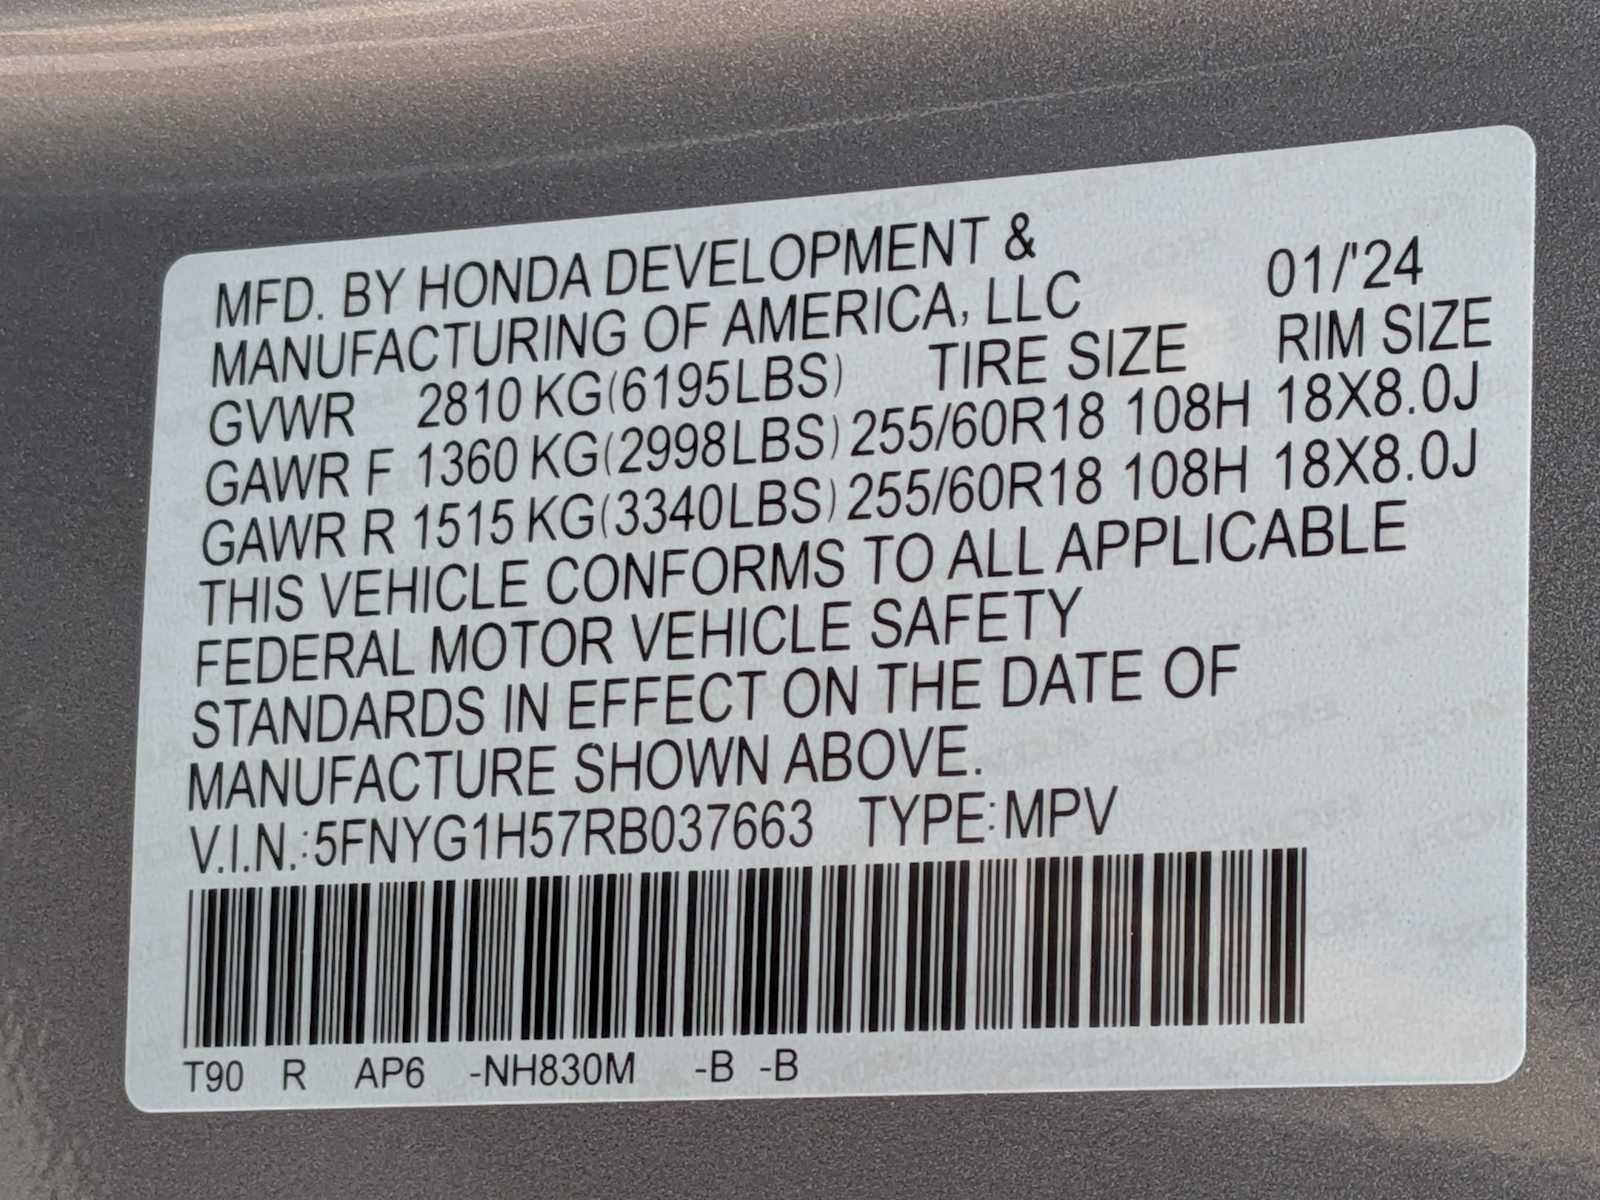 MFD. BY HONDA DEVELOPMENT &
MANUFACTURING OF AMERICA, LLC 01/'24
GVWR 2810 KG(6195LBS) TIRE SIZE RIM SIZE
GAWR F 1360 KG(2998LBS) 255/60R18 108H 18X8.0J
GAWR R 1515 KG(3340LBS) 255/60R18 108H 18X8.0J
THIS VEHICLE CONFORMS TO ALL APPLICABLE
FEDERAL MOTOR VEHICLE SAFETY
STANDARDS IN EFFECT ON THE DATE OF
MANUFACTURE SHOWN ABOVE.
V.I.N.:5FNYG1H57RB037663 TYPE:MPV
T90 R AP6 -NH830M -B -B